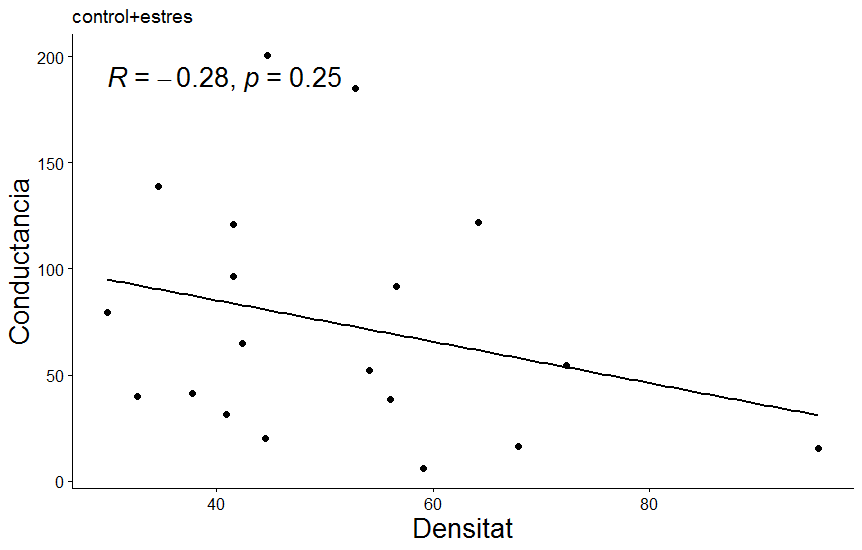 control+estres
R = −0.28, p = 0.25
200
150
100
50
0
Conductancia
40 60 80
Densitat